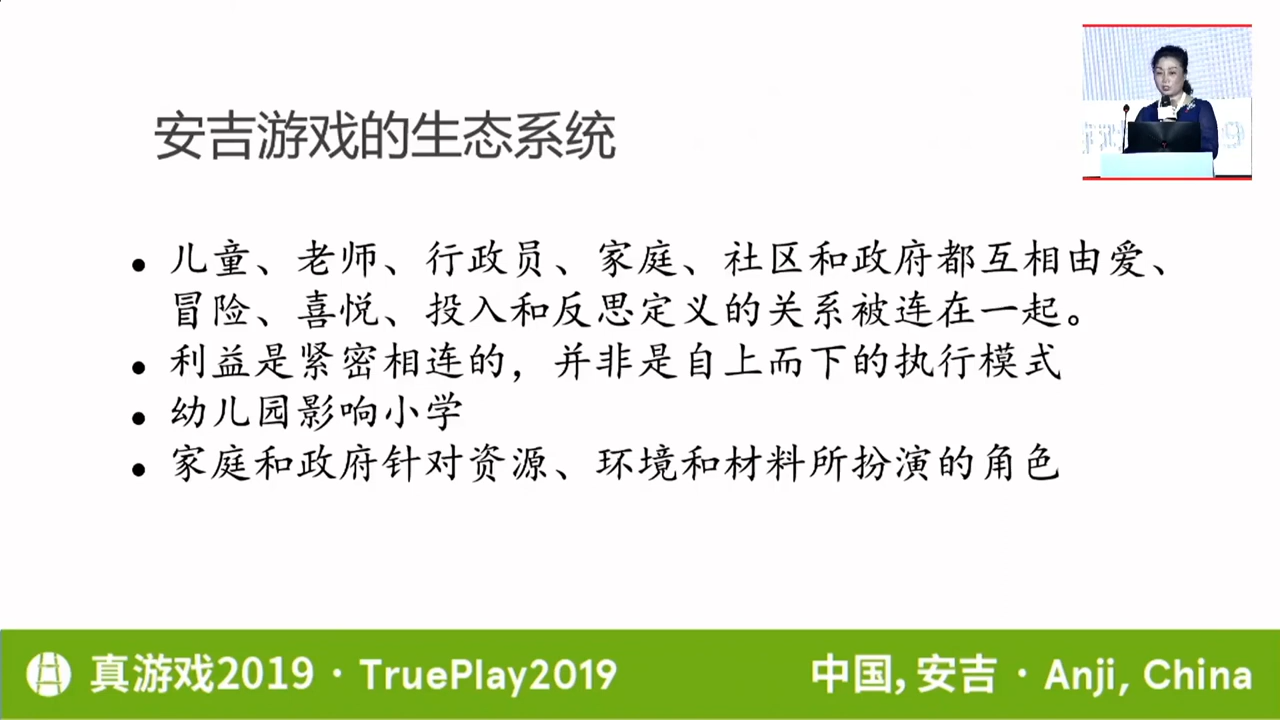 安吉游戏的生态系统
• 儿童、老师、行政员、家庭、社区和政府都互相由爱、
冒险、喜悦、投入和反思定义的关系被连在一起。
• 利益是紧密相连的，并非是自上而下的执行模式
• 幼儿园影响小学
• 家庭和政府针对资源、环境和材料所扮演的角色
真游戏2019 · TruePlay2019
中国，安吉 · Anji, China